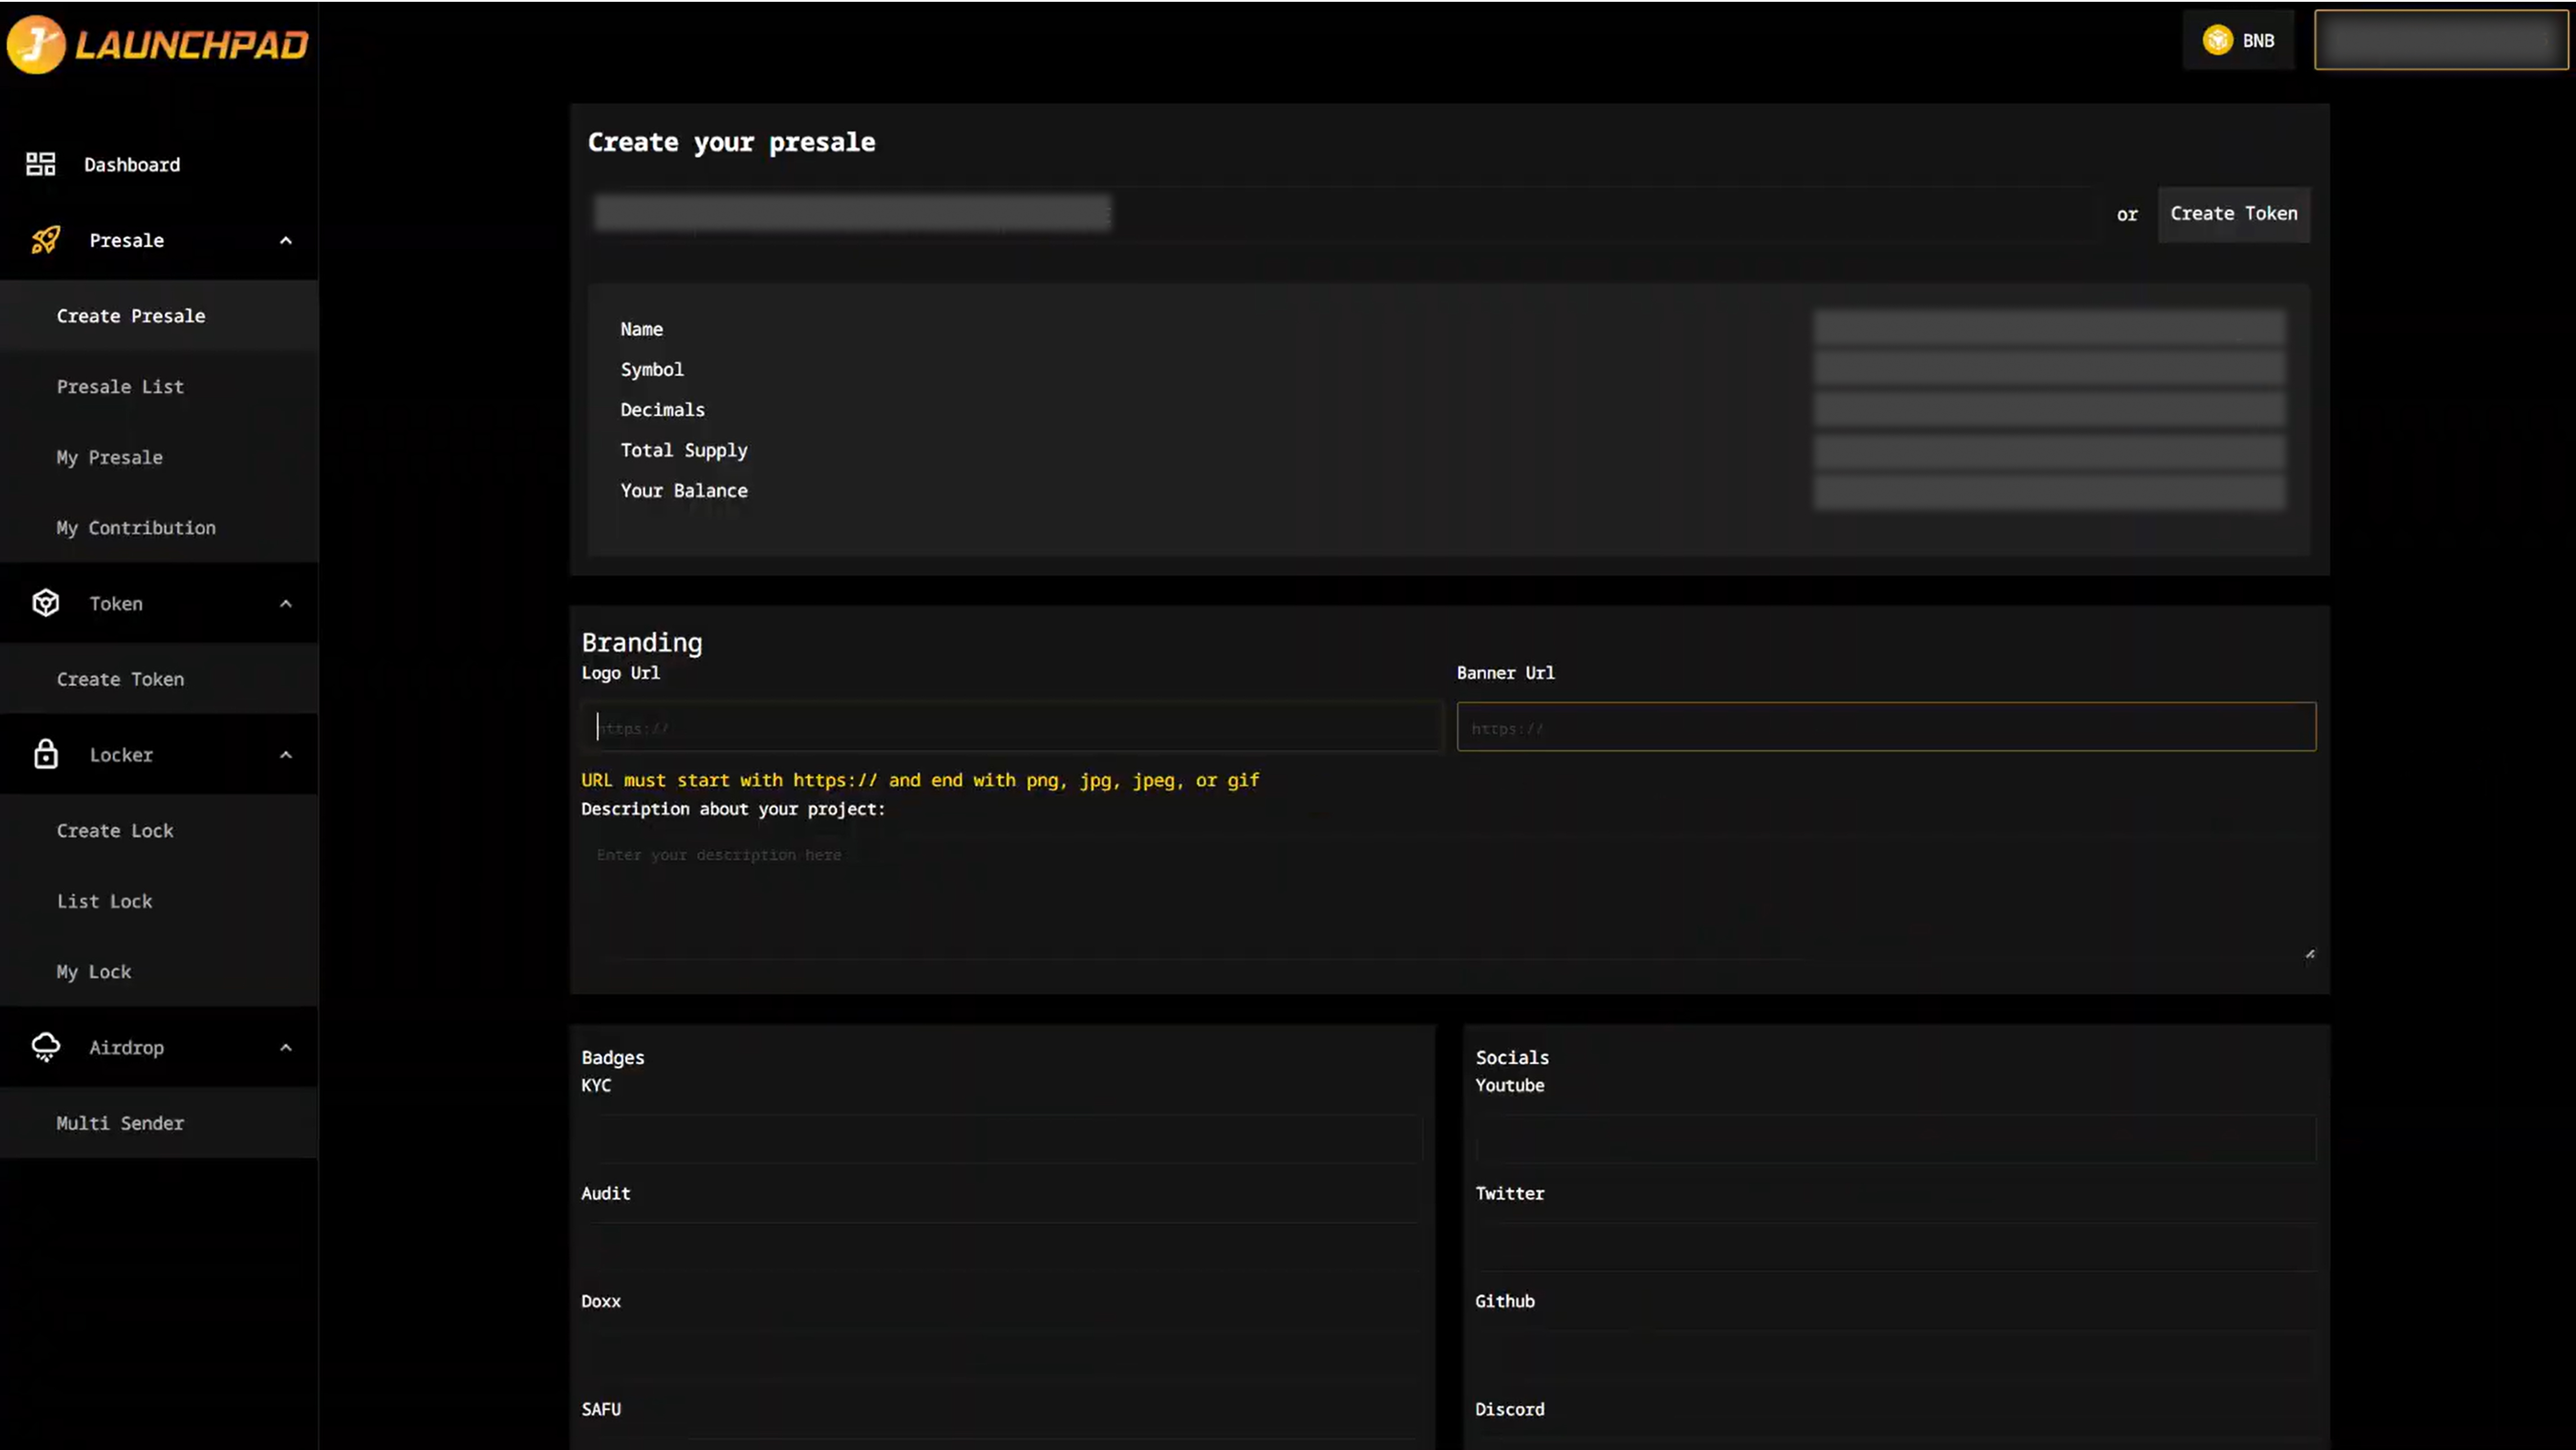 LAUNCHPAD
BNB
Dashboard
Presale
Create Presale
Presale List
My Presale
My Contribution
Token
Create Token
Locker
Create Lock
List Lock
My Lock
Airdrop
Multi Sender
Create your presale
or
Create Token
Name
Symbol
Decimals
Total Supply
Your Balance
Branding
Logo Url
Banner Url
https://
https://
URL must start with https:// and end with png, jpg, jpeg, or gif
Description about your project:
Enter your description here
Badges
KYC
Audit
Doxx
SAFU
Socials
Youtube
Twitter
Github
Discord